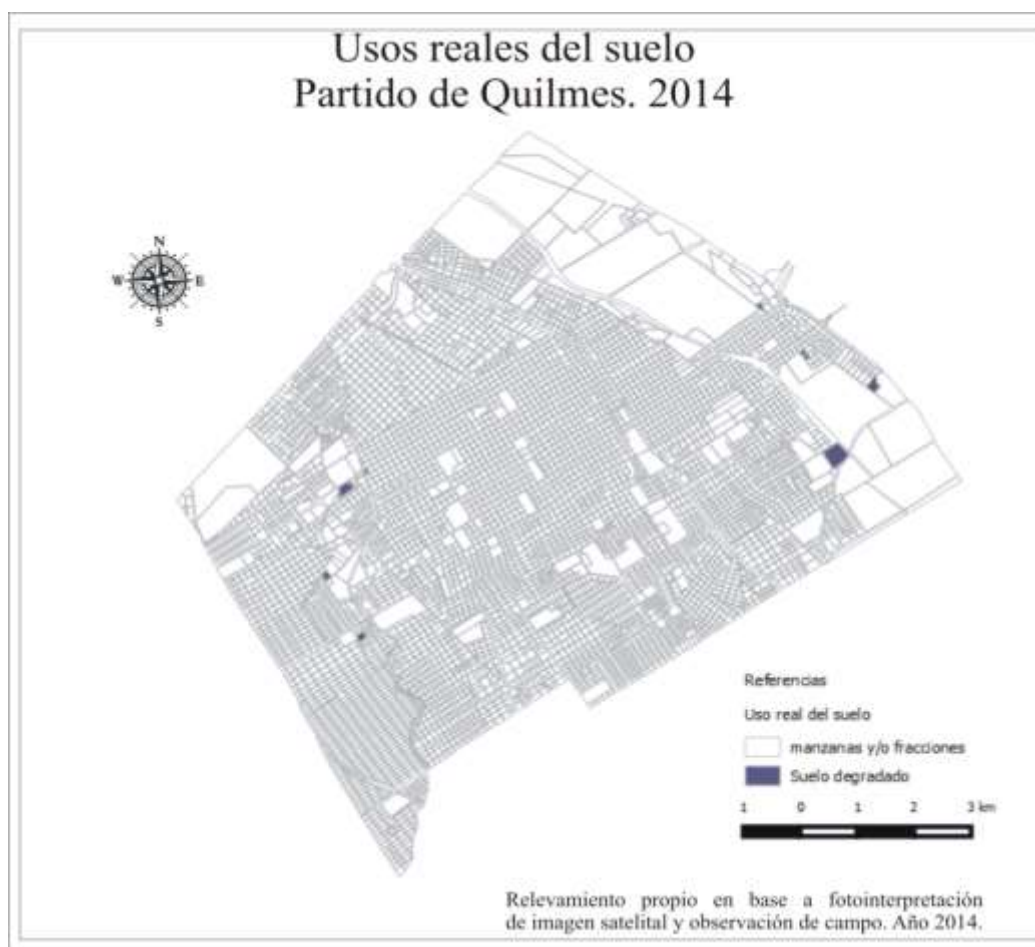 Usos reales del suelo
Partido de Quilmes. 2014
N
W E
S
Referencias
Uso real del suelo
manzanas y/o fracciones
Suelo degradado
1 0 1 2 3 km
Relevamiento propio en base a fotointerpretación
de imagen satelital y observación de campo. Año 2014.